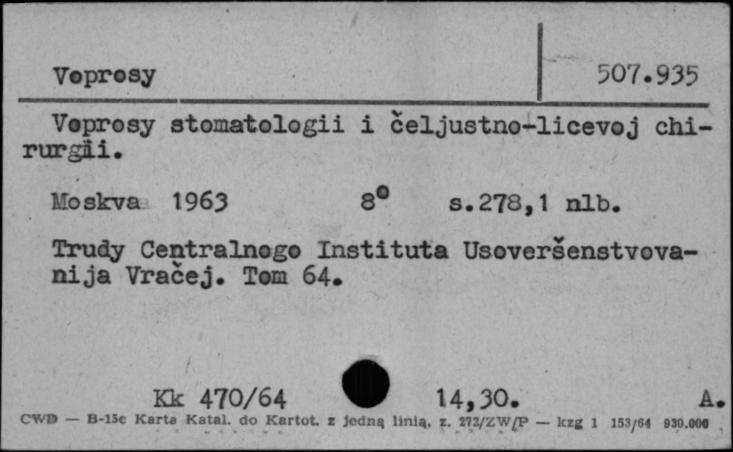 Voprosy 507.935
Voprosy stomatologii i čeljustno-licevoj chi-
rurgii.
Moskva 1963 8° s.278,1 nlb.
Trudy Centralnogo Instituta Usoveršenstvova-
nija Vračej. Tom 64.
Kk 470/64 14,30. A.
CWD — B-15c Karta Katal. do Kartot. z jedną linią, z. 272/ZW/P — kzg 1 153/64 930.000